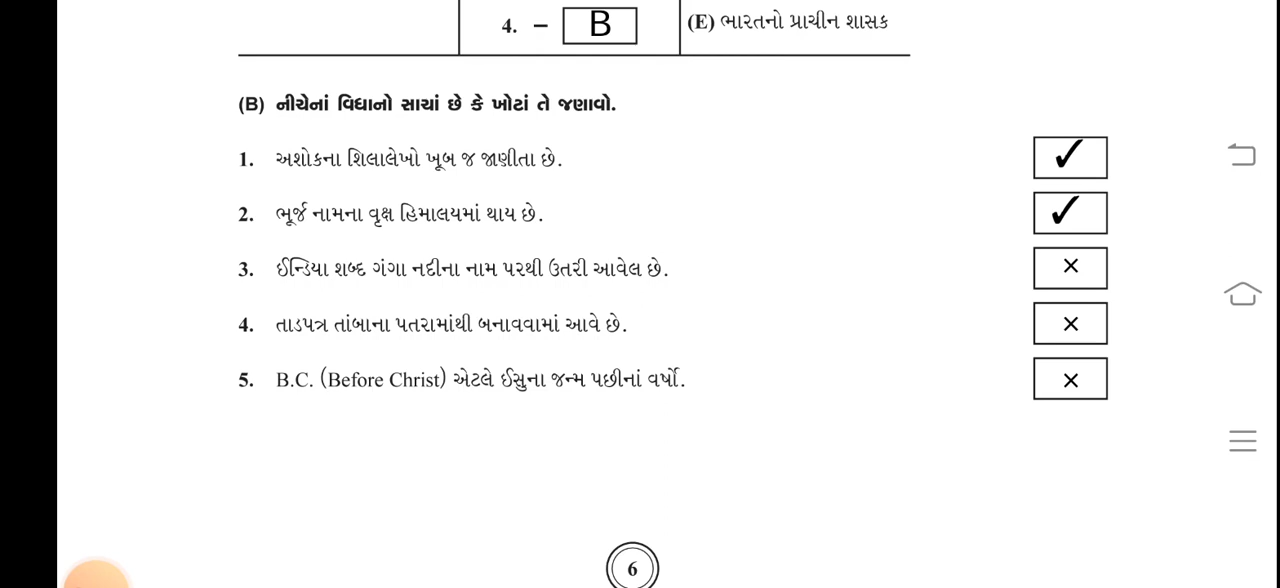 4. – B (E) ભારતનો પ્રાચીન શાસક
(B) નીચેનાં વિધાનો સાચાં છે કે ખોટાં તે જણાવો.
1. અશોકના શિલાલેખો ખૂબ જ જાણીતા છે. ✓
2. ભૂર્જ નામના વૃક્ષ હિમાલયમાં થાય છે. ✓
3. ઈન્ડિયા શબ્દ ગંગા નદીના નામ પરથી ઉતરી આવેલ છે. ×
4. તાડપત્ર તાંબાના પતરામાંથી બનાવવામાં આવે છે. ×
5. B.C. (Before Christ) એટલે ઈસુના જન્મ પછીનાં વર્ષો. ×
6